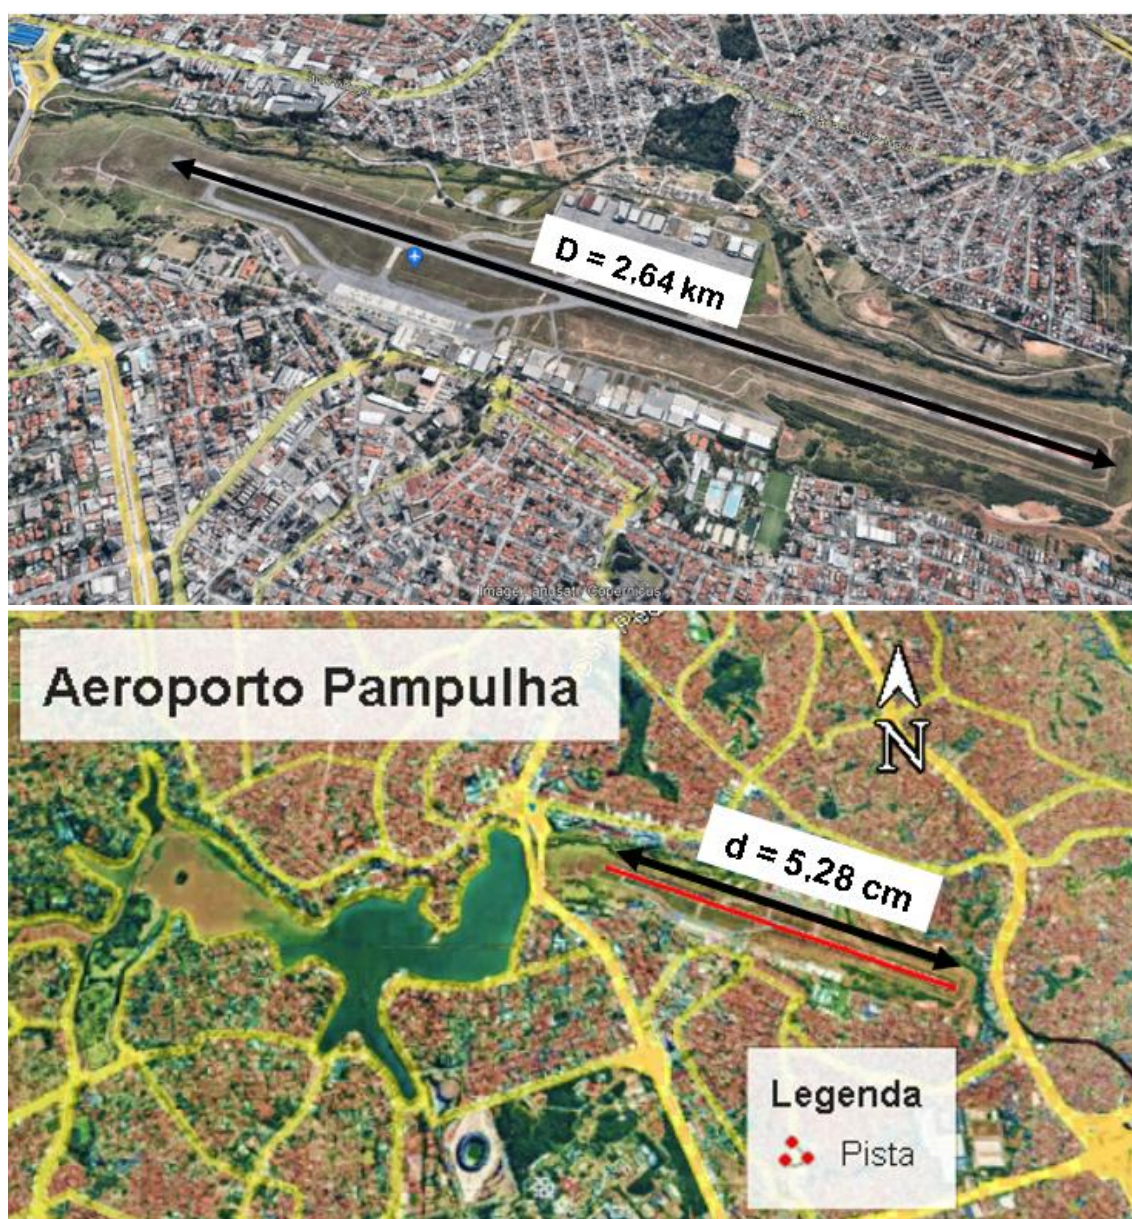 D = 2,64 km
Image Landsat / Copernicus
Aeroporto Pampulha
N
d = 5,28 cm
Legenda
Pista